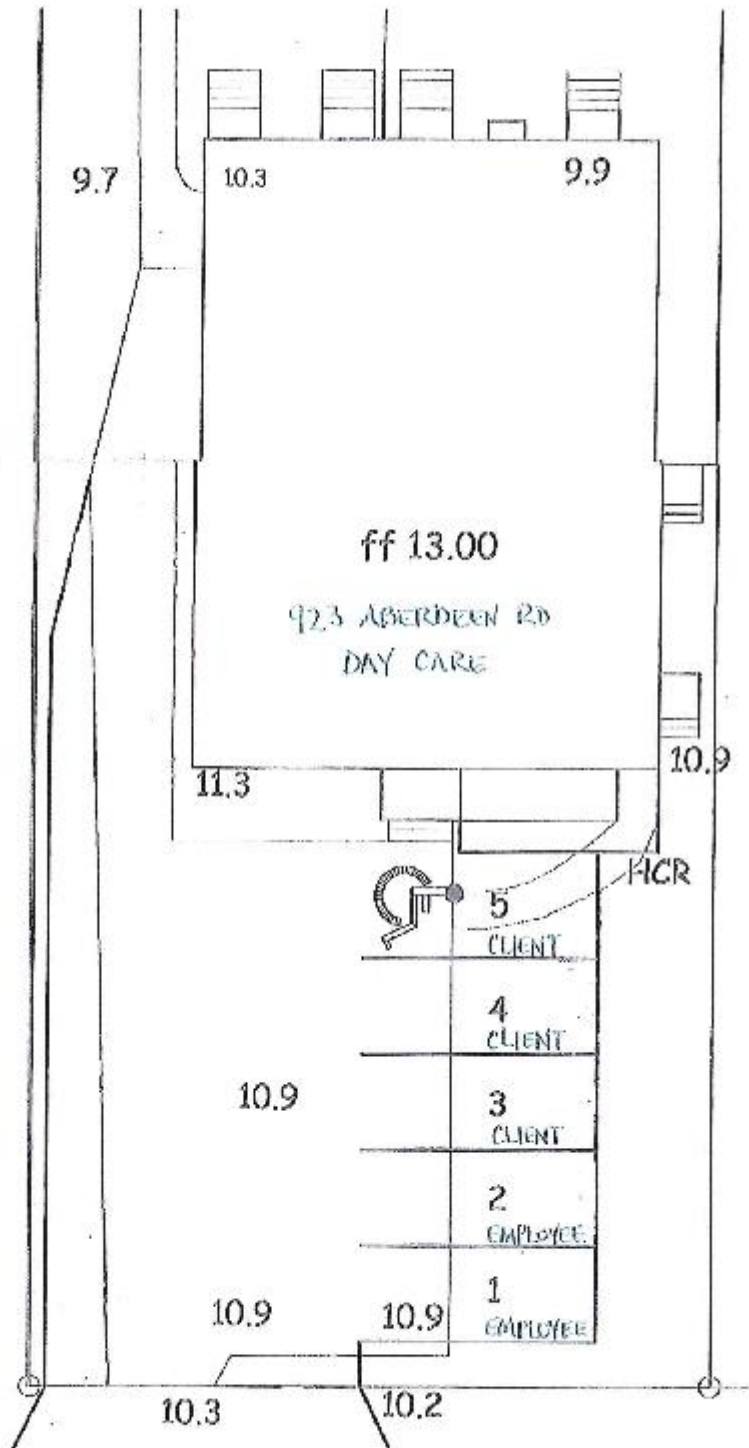 9.7
10.3
9.9
ff 13.00
923 ABERDEEN RD
DAY CARE
11.3
10.9
HCR
5
CLIENT
4
CLIENT
10.9
3
CLIENT
2
EMPLOYEE
1
EMPLOYEE
10.9
10.9
10.3
10.2